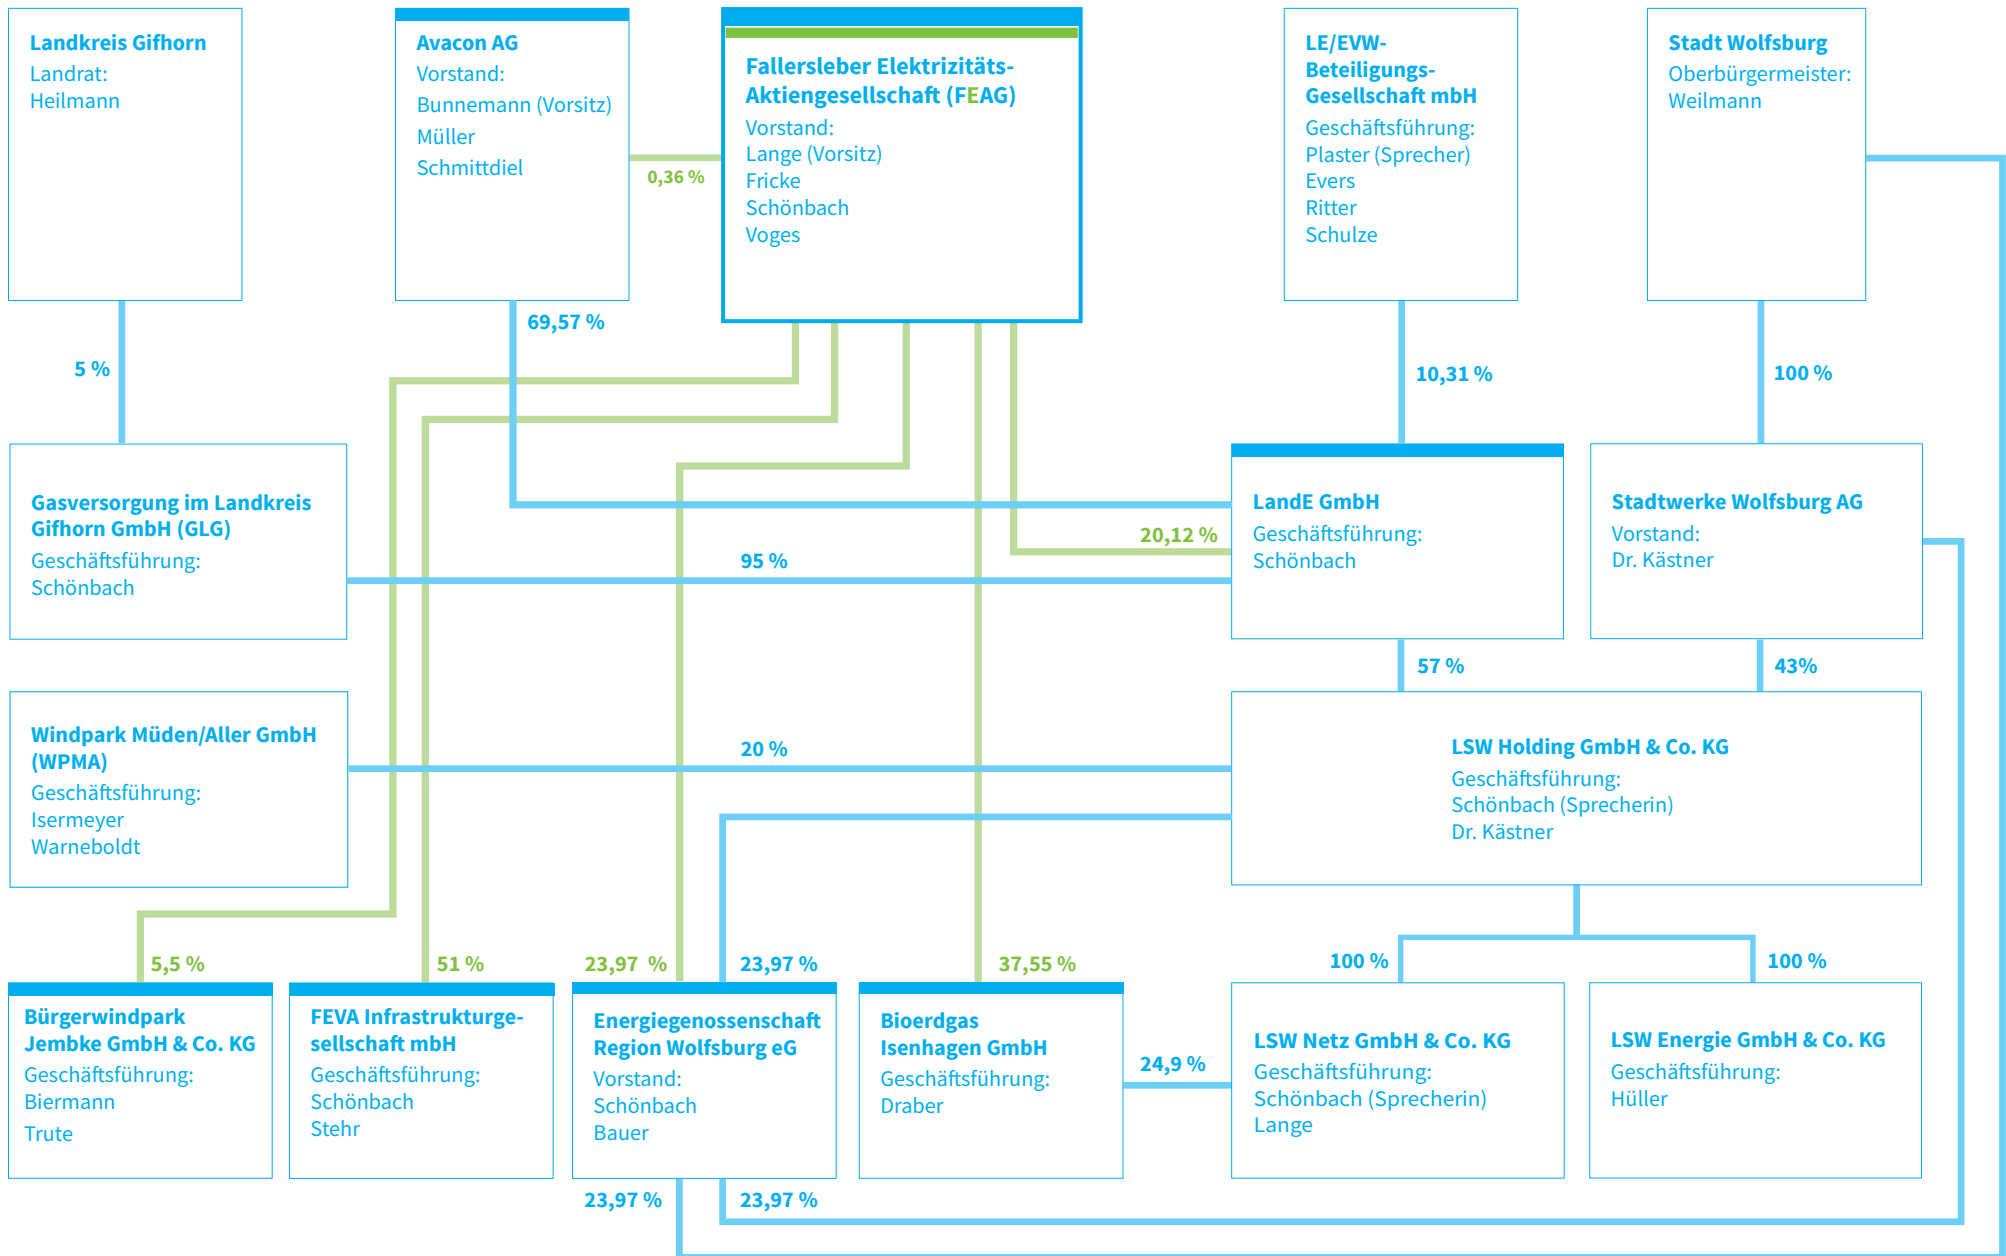 Landkreis Gifhorn
Landrat:
Heilmann
Avacon AG
Vorstand:
Bunnemann (Vorsitz)
Müller
Schmittdiel
0,36 %
Fallersleber Elektrizitäts-
Aktiengesellschaft (FEAG)
Vorstand:
Lange (Vorsitz)
Fricke
Schönbach
Voges
LE/EVW-
Beteiligungs-
Gesellschaft mbH
Geschäftsführung:
Plaster (Sprecher)
Evers
Ritter
Schulze
Stadt Wolfsburg
Oberbürgermeister:
Weilmann
5 %
69,57 %
10,31 %
100 %
Gasversorgung im Landkreis
Gifhorn GmbH (GLG)
Geschäftsführung:
Schönbach
95 %
20,12 %
LandE GmbH
Geschäftsführung:
Schönbach
Stadtwerke Wolfsburg AG
Vorstand:
Dr. Kästner
57 %
43%
Windpark Müden/Aller GmbH
(WPMA)
Geschäftsführung:
Isermeyer
Warneboldt
20 %
LSW Holding GmbH & Co. KG
Geschäftsführung:
Schönbach (Sprecherin)
Dr. Kästner
5,5 %
51 %
23,97 %
23,97 %
37,55 %
100 %
100 %
Bürgerwindpark
Jembke GmbH & Co. KG
Geschäftsführung:
Biermann
Trute
FEVA Infrastrukturge-
sellschaft mbH
Geschäftsführung:
Schönbach
Stehr
Energiegenossenschaft
Region Wolfsburg eG
Vorstand:
Schönbach
Bauer
Bioerdgas
Isenhagen GmbH
Geschäftsführung:
Draber
24,9 %
LSW Netz GmbH & Co. KG
Geschäftsführung:
Schönbach (Sprecherin)
Lange
LSW Energie GmbH & Co. KG
Geschäftsführung:
Hüller
23,97 %
23,97 %